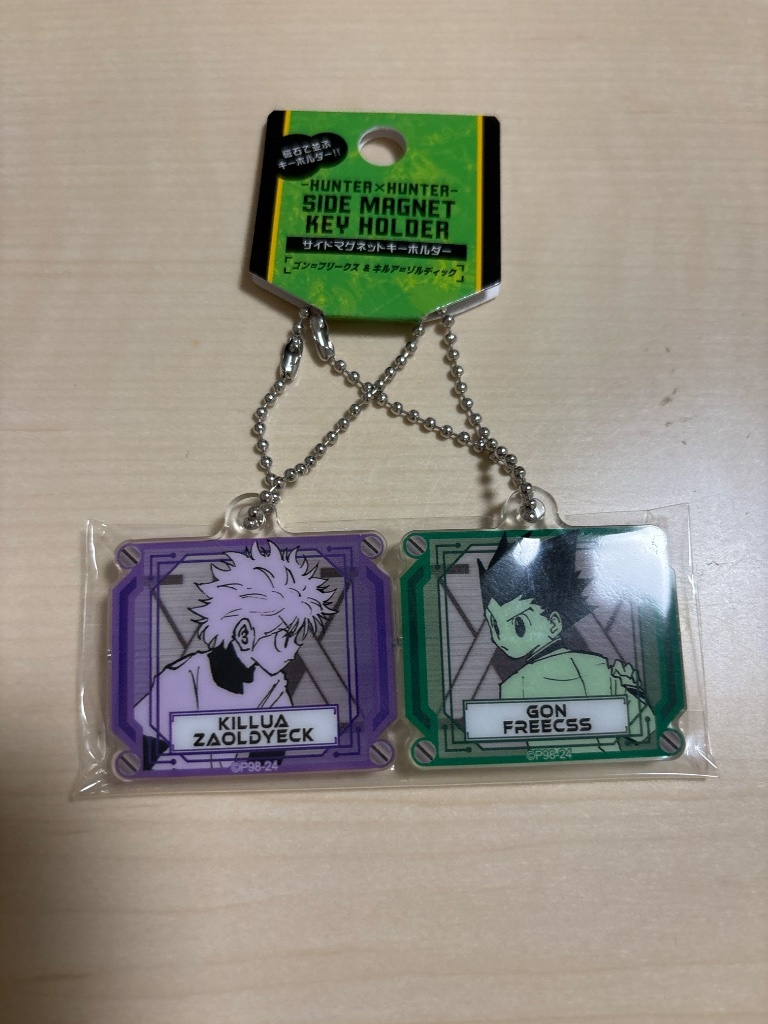 磁石で並ぶ
キーホルダー!!
-HUNTER×HUNTER-
SIDE MAGNET
KEY HOLDER
サイドマグネットキーホルダー
ゴン=フリークス & キルア=ゾルディック
KILLUA
ZAOLDYECK
©P98-24
GON
FREECSS
©P98-24